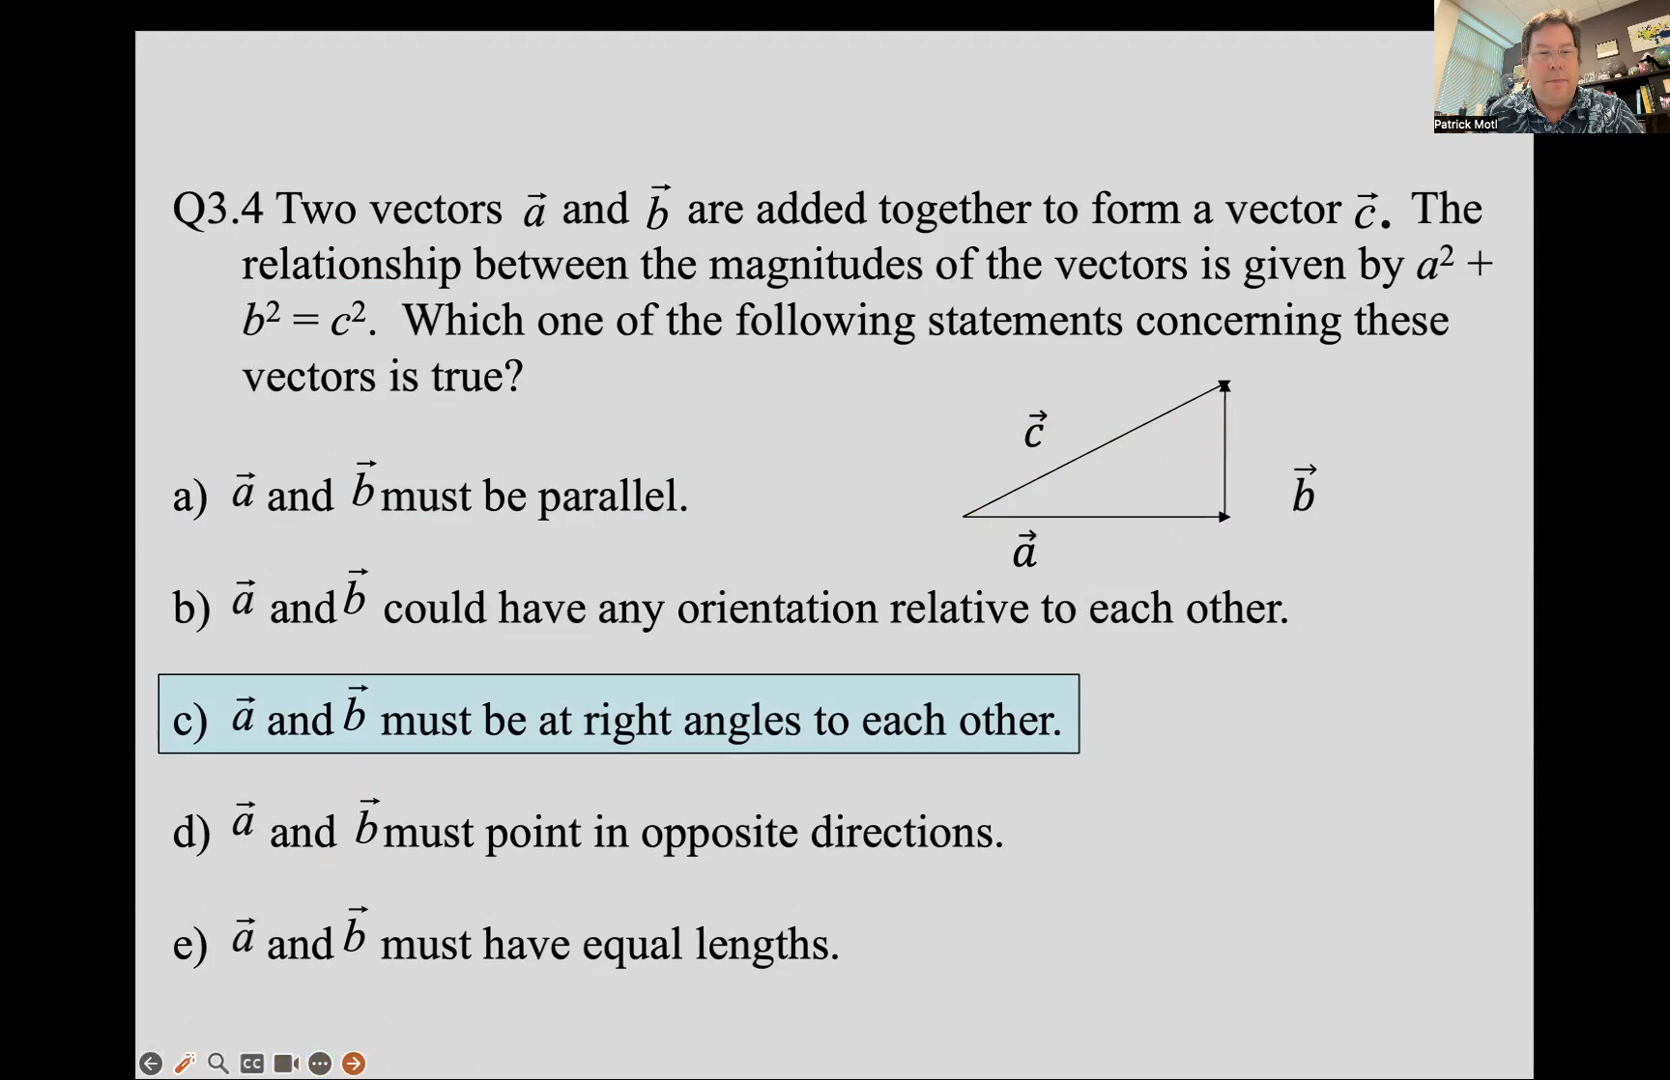 Patrick Motl
Q3.4 Two vectors a⃗ and b⃗ are added together to form a vector c⃗. The
relationship between the magnitudes of the vectors is given by a² +
b² = c². Which one of the following statements concerning these
vectors is true?
c⃗
b⃗
a⃗
a) a⃗ and b⃗ must be parallel.
b) a⃗ and b⃗ could have any orientation relative to each other.
c) a⃗ and b⃗ must be at right angles to each other.
d) a⃗ and b⃗ must point in opposite directions.
e) a⃗ and b⃗ must have equal lengths.
CC